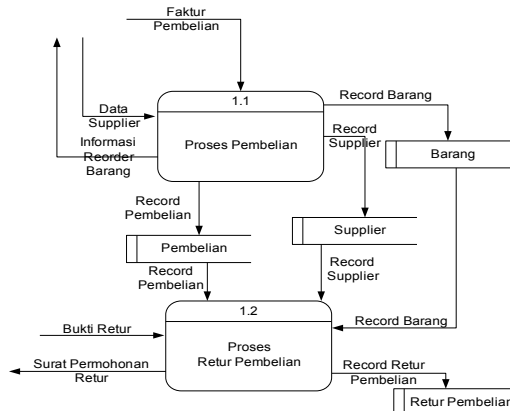 Faktur
Pembelian
1.1
Proses Pembelian
Record Barang
Data
Supplier
Record
Supplier
Informasi
Reorder
Barang
Barang
Record
Pembelian
Supplier
Pembelian
Record
Pembelian
Record
Supplier
1.2
Proses
Retur Pembelian
Bukti Retur
Record Barang
Surat Permohonan
Retur
Record Retur
Pembelian
Retur Pembelian